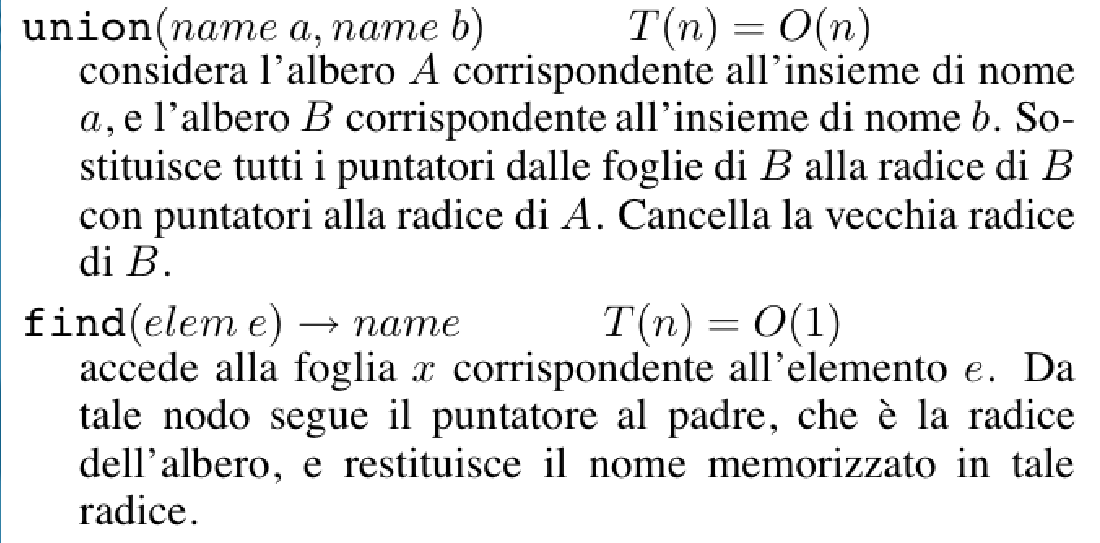 union(name a, name b) T(n) = O(n)
considera l'albero A corrispondente all'insieme di nome
a, e l'albero B corrispondente all'insieme di nome b. So-
stituisce tutti i puntatori dalle foglie di B alla radice di B
con puntatori alla radice di A. Cancella la vecchia radice
di B.
find(elem e) → name T(n) = O(1)
accede alla foglia x corrispondente all'elemento e. Da
tale nodo segue il puntatore al padre, che è la radice
dell'albero, e restituisce il nome memorizzato in tale
radice.